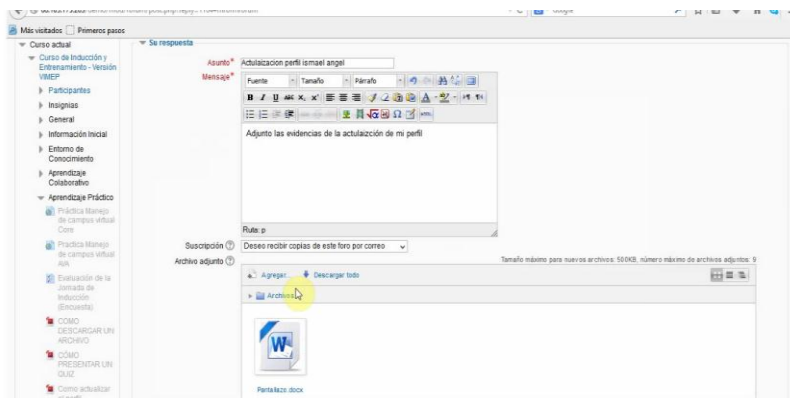 Más visitados Primeros pasos
Curso actual
Curso de Inducción y
Entrenamiento - Versión
VIMEP
Participantes
Insignias
General
Información Inicial
Entorno de
Conocimiento
Aprendizaje
Colaborativo
Aprendizaje Práctico
Práctica Manejo
de campus virtual
Core
Practica Manejo
de campus virtual
AVA
Evaluación de la
Jornada de
Inducción
(Encuesta)
COMO
DESCARGAR UN
ARCHIVO
CÓMO
PRESENTAR UN
QUIZ
Como actualizar
Su respuesta
Asunto* Actulaizacion perfil ismael angel
Mensaje*
Fuente Tamaño Párrafo
Adjunto las evidencias de la actulaizción de mi perfil
Ruta: p
Suscripción Deseo recibir copias de este foro por correo
Archivo adjunto Tamaño máximo para nuevos archivos: 500KB, número máximo de archivos adjuntos: 9
Agregar... Descargar todo
Archivos
Pantallazo.docx